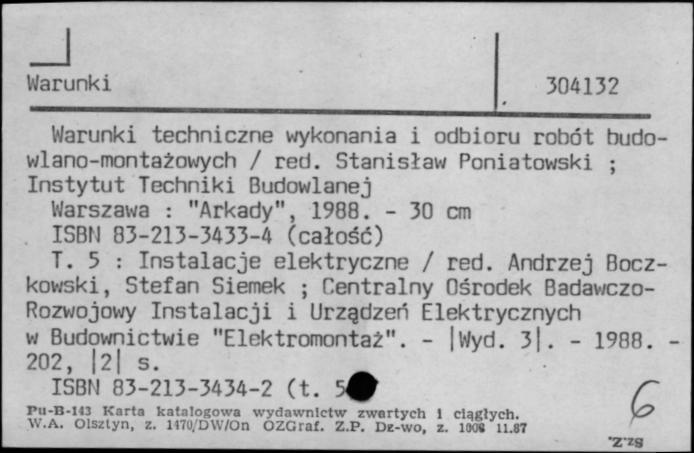 Warunki 304132
Warunki techniczne wykonania i odbioru robót budo-
wlano-montażowych / red. Stanisław Poniatowski ;
Instytut Techniki Budowlanej
Warszawa : "Arkady", 1988. - 30 cm
ISBN 83-213-3433-4 (całość)
T. 5 : Instalacje elektryczne / red. Andrzej Bocz-
kowski, Stefan Siemek ; Centralny Ośrodek Badawczo-
Rozwojowy Instalacji i Urządzeń Elektrycznych
w Budownictwie "Elektromontaż". - |Wyd. 3|. - 1988. -
202, |2| s.
ISBN 83-213-3434-2 (t. 5
6
Pu-B-143 Karta katalogowa wydawnictw zwartych i ciągłych.
W.A. Olsztyn, z. 1470/DW/On OZGraf. Z.P. Dz-wo, z. 1008 11.87